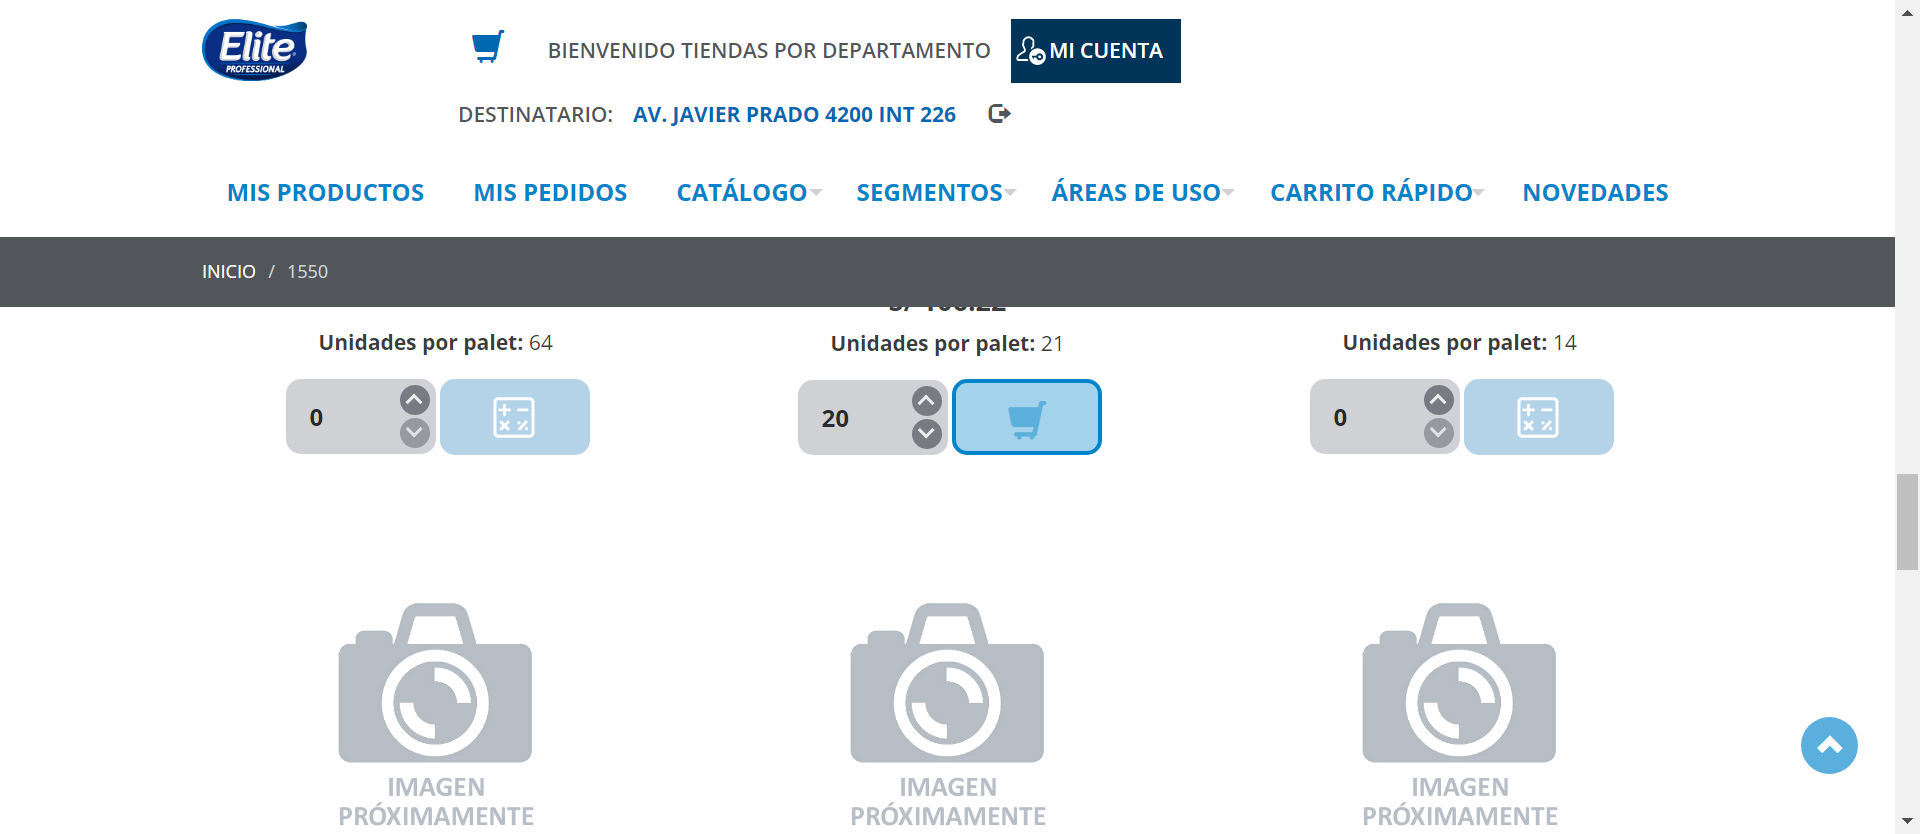 Elite
PROFESSIONAL
BIENVENIDO TIENDAS POR DEPARTAMENTO
MI CUENTA
DESTINATARIO: AV. JAVIER PRADO 4200 INT 226
MIS PRODUCTOS MIS PEDIDOS CATÁLOGO SEGMENTOS ÁREAS DE USO CARRITO RÁPIDO NOVEDADES
INICIO / 1550
Unidades por palet: 64
Unidades por palet: 21
Unidades por palet: 14
0
20
0
IMAGEN
PRÓXIMAMENTE
IMAGEN
PRÓXIMAMENTE
IMAGEN
PRÓXIMAMENTE